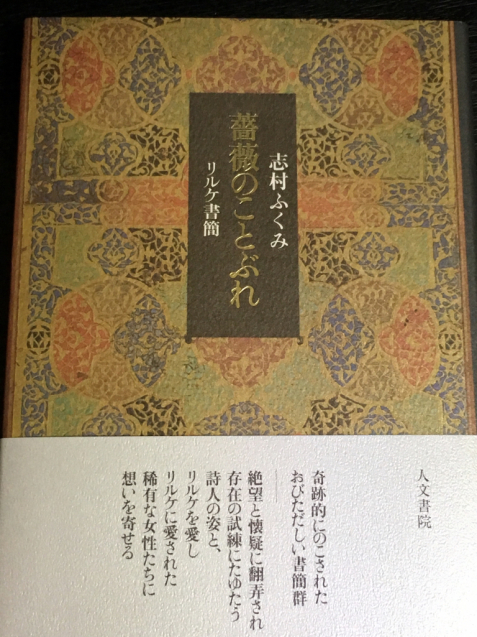 志村ふくみ
薔薇のことぶれ
リルケ書簡
人文書院
奇跡的にのこされた
おびただしい書簡群
絶望と懐疑に翻弄され
存在の試練にたゆたう
詩人の姿と、
リルケを愛し
リルケに愛された
稀有な女性たちに
想いを寄せる